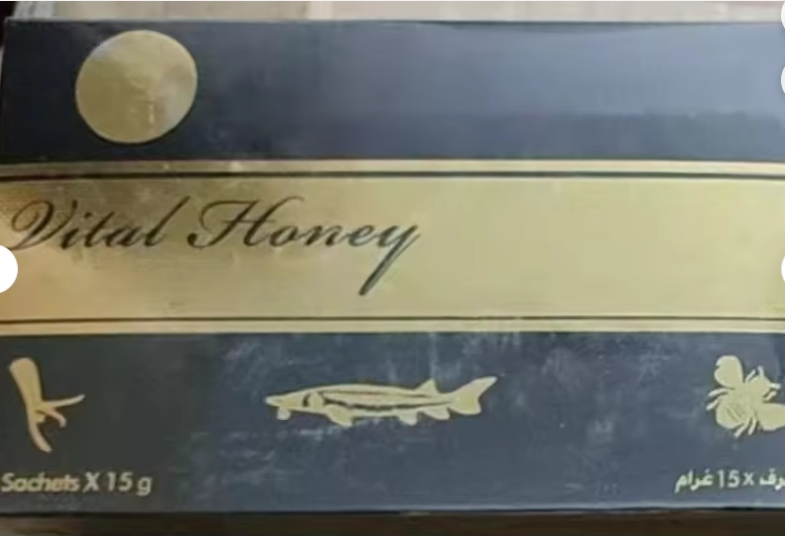 Vital Honey
Sachets X 15 g
x 15 غرام